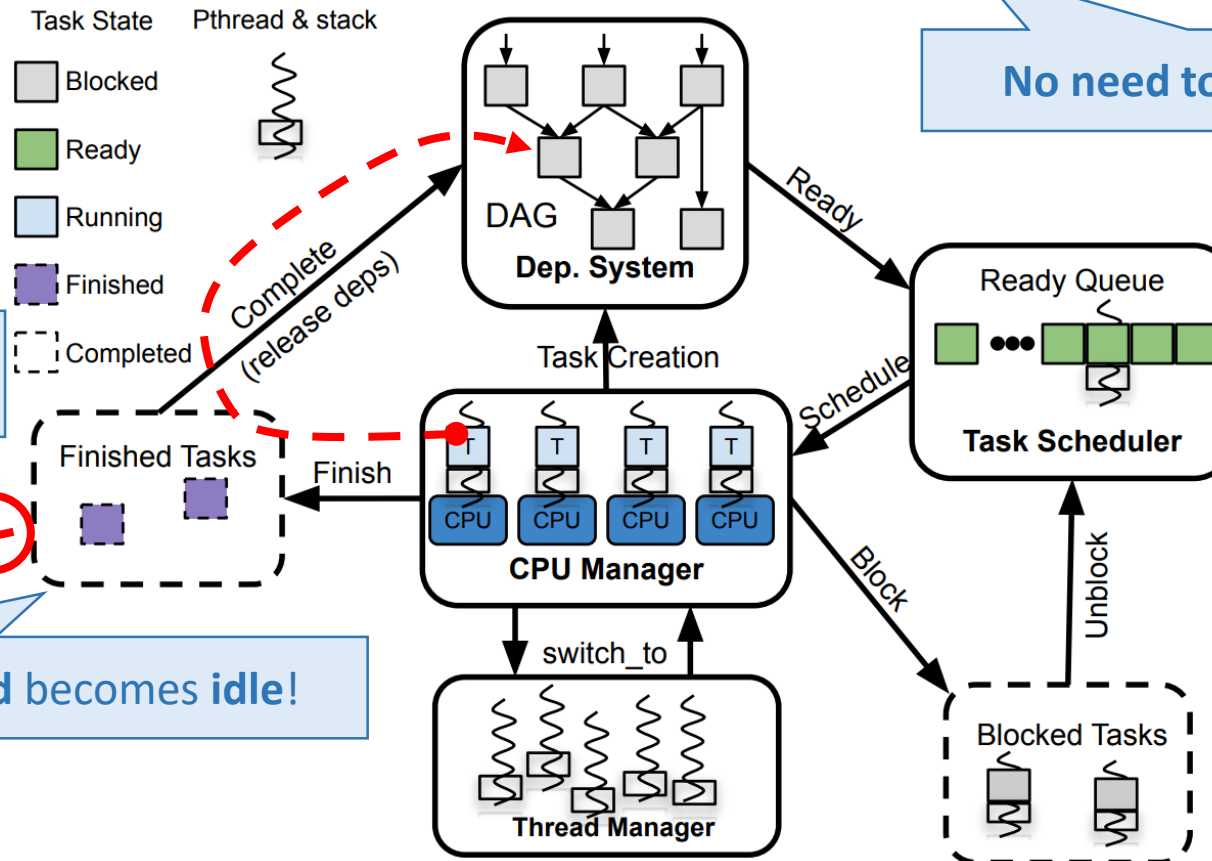 Task State
Pthread & stack
Blocked
Ready
Running
Finished
Completed
DAG
Dep. System
No need to
Ready
Complete
(release deps)
Task Creation
Ready Queue
Schedule
Task Scheduler
Finished Tasks
Finish
T T T T
CPU CPU CPU CPU
CPU Manager
Block
Unblock
switch_to
becomes idle!
Thread Manager
Blocked Tasks